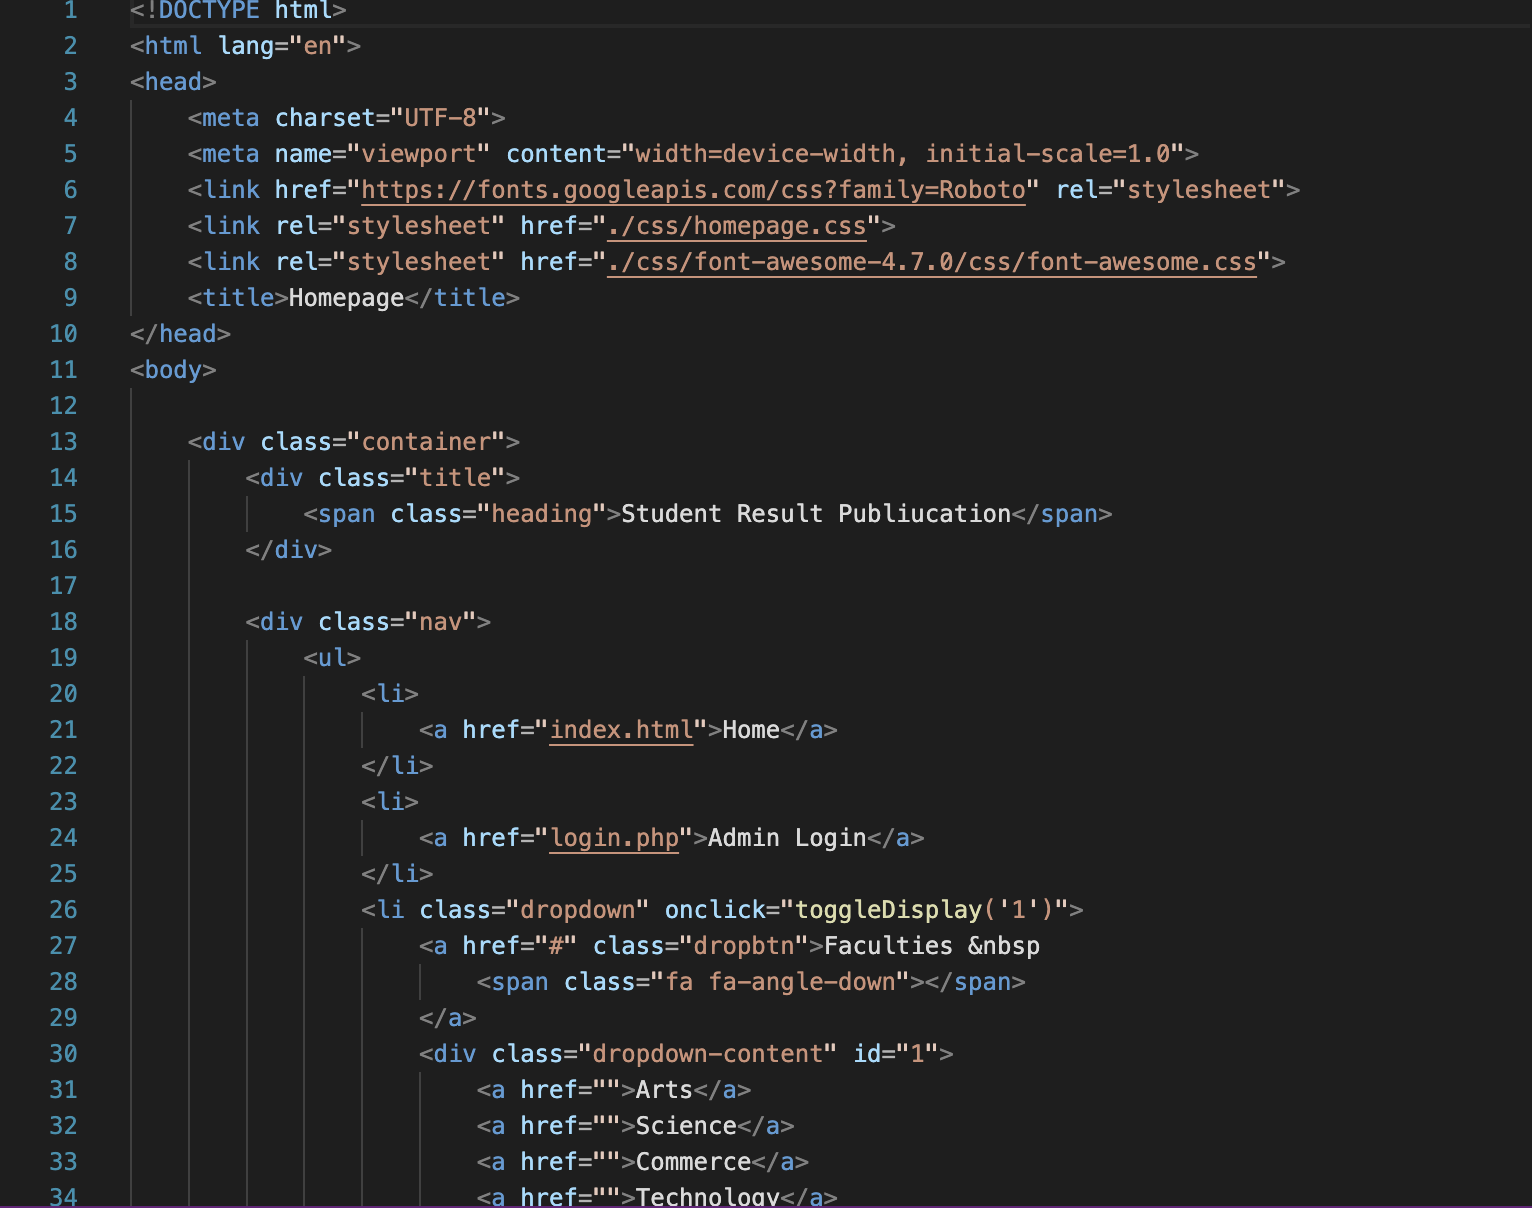 1 <!DOCTYPE html>
2 <html lang="en">
3 <head>
4     <meta charset="UTF-8">
5     <meta name="viewport" content="width=device-width, initial-scale=1.0">
6     <link href="https://fonts.googleapis.com/css?family=Roboto" rel="stylesheet">
7     <link rel="stylesheet" href="./css/homepage.css">
8     <link rel="stylesheet" href="./css/font-awesome-4.7.0/css/font-awesome.css">
9     <title>Homepage</title>
10 </head>
11 <body>
12
13     <div class="container">
14         <div class="title">
15             <span class="heading">Student Result Publiucation</span>
16         </div>
17
18         <div class="nav">
19             <ul>
20                 <li>
21                     <a href="index.html">Home</a>
22                 </li>
23                 <li>
24                     <a href="login.php">Admin Login</a>
25                 </li>
26                 <li class="dropdown" onclick="toggleDisplay('1')">
27                     <a href="#" class="dropbtn">Faculties &nbsp
28                         <span class="fa fa-angle-down"></span>
29                     </a>
30                     <div class="dropdown-content" id="1">
31                         <a href="">Arts</a>
32                         <a href="">Science</a>
33                         <a href="">Commerce</a>
34                         <a href="">Technology</a>